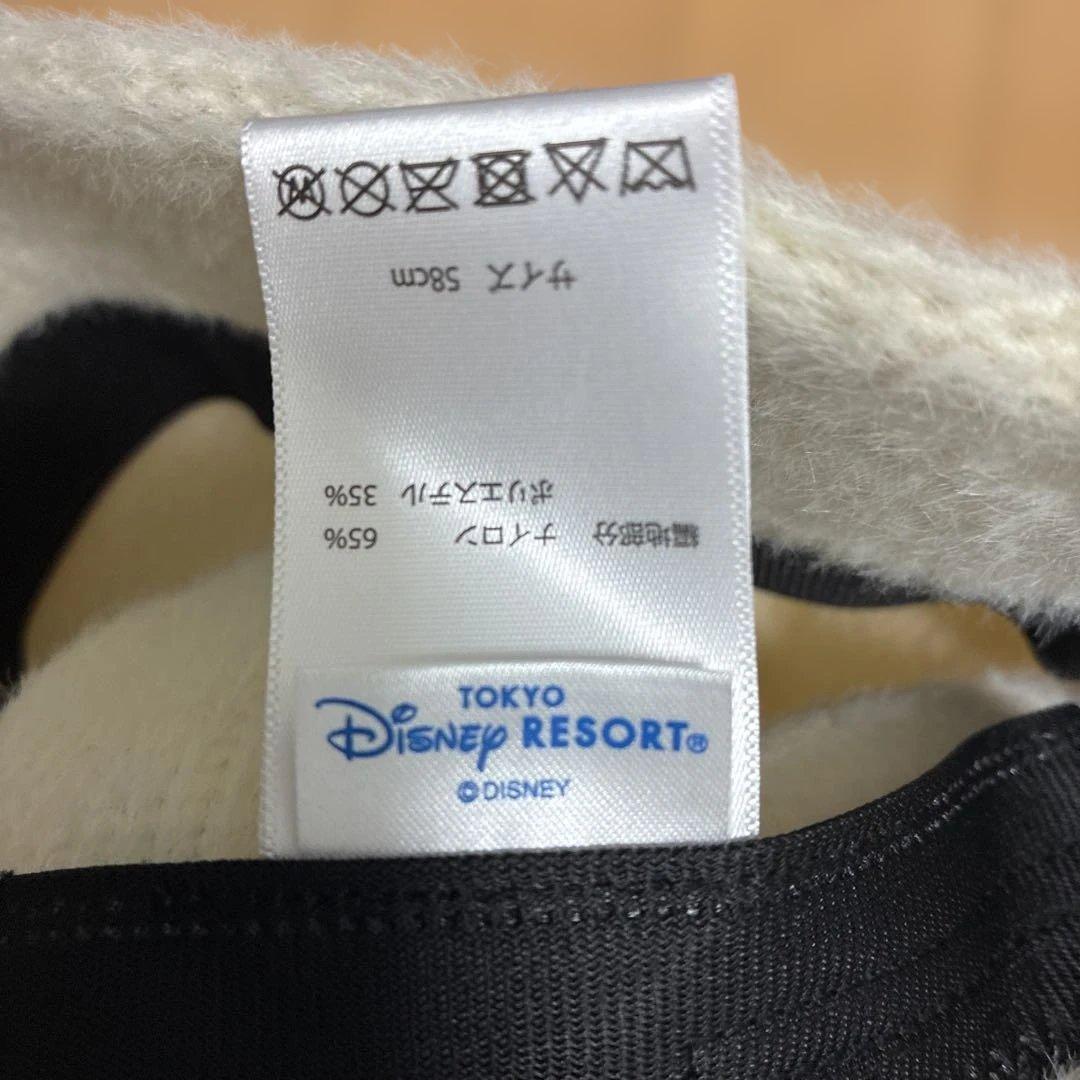 編地部分 ナイロン 65%
ポリエステル 35%
サイズ 58cm
W
TOKYO
Disney RESORT®
©DISNEY